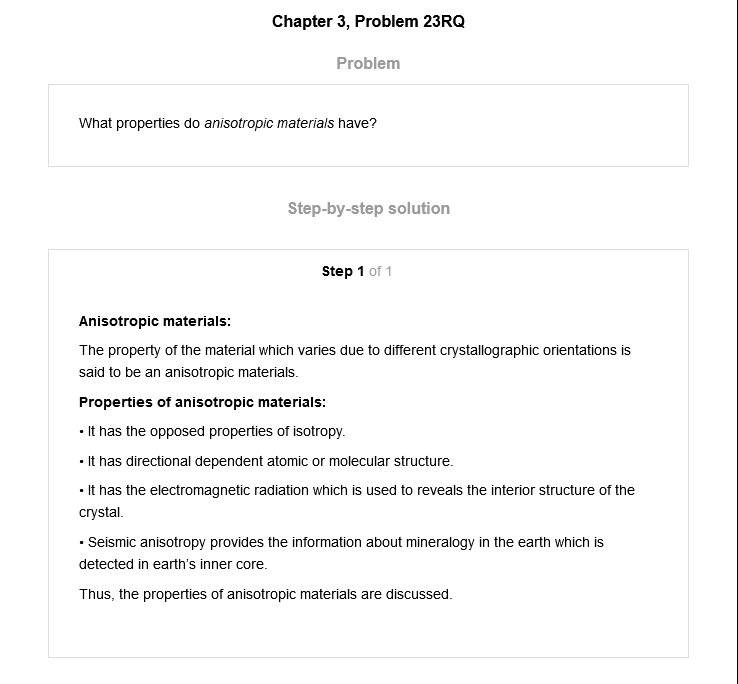 Chapter 3, Problem 23RQ
Problem
What properties do anisotropic materials have?
Step-by-step solution
Step 1 of 1
Anisotropic materials:
The property of the material which varies due to different crystallographic orientations is
said to be an anisotropic materials.
Properties of anisotropic materials:
• It has the opposed properties of isotropy.
• It has directional dependent atomic or molecular structure.
• It has the electromagnetic radiation which is used to reveals the interior structure of the
crystal.
• Seismic anisotropy provides the information about mineralogy in the earth which is
detected in earth’s inner core.
Thus, the properties of anisotropic materials are discussed.